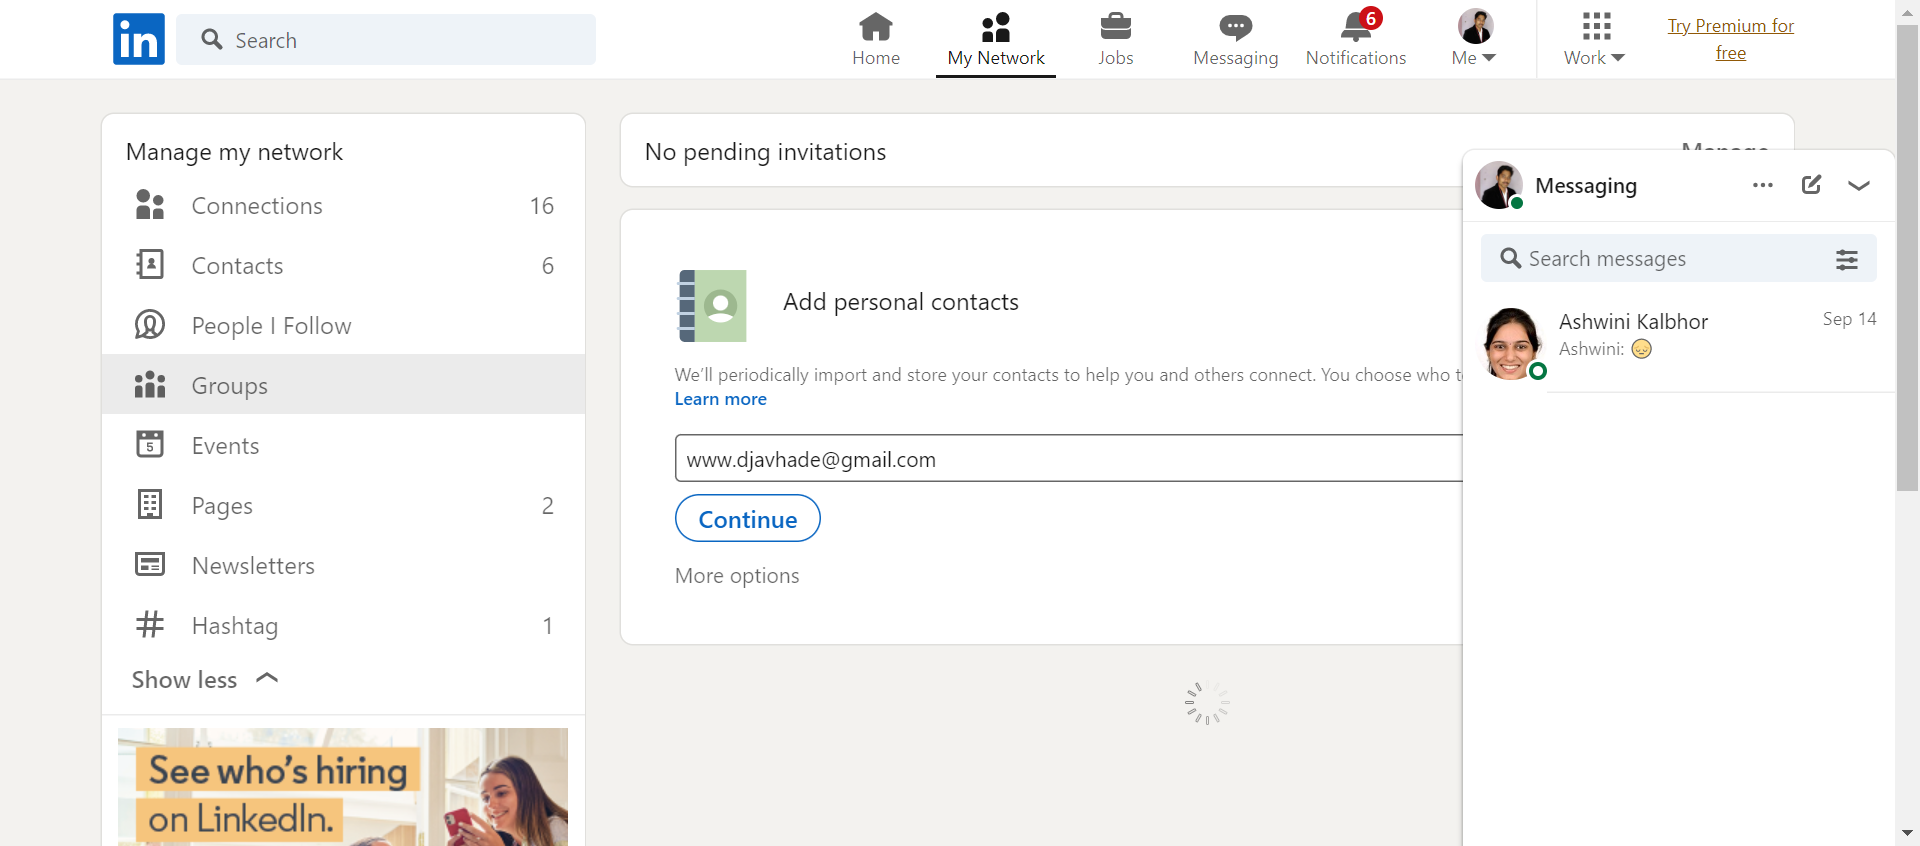 in
Search
Home
My Network
Jobs
Messaging
6
Notifications
Me
Work
Try Premium for
free
Manage my network
Connections 16
Contacts 6
People I Follow
Groups
5
Events
Pages 2
Newsletters
Hashtag 1
Show less
See who's hiring
on LinkedIn.
No pending invitations
Manage
Add personal contacts
We'll periodically import and store your contacts to help you and others connect. You choose who
Learn more
www.djavhade@gmail.com
Continue
More options
Messaging
Search messages
Ashwini Kalbhor Sep 14
Ashwini: 😔